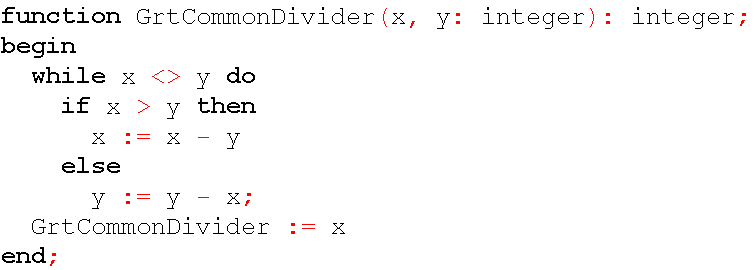 function GrtCommonDivider(x, y: integer): integer;
begin
  while x <> y do
    if x > y then
      x := x - y
    else
      y := y - x;
  GrtCommonDivider := x
end;